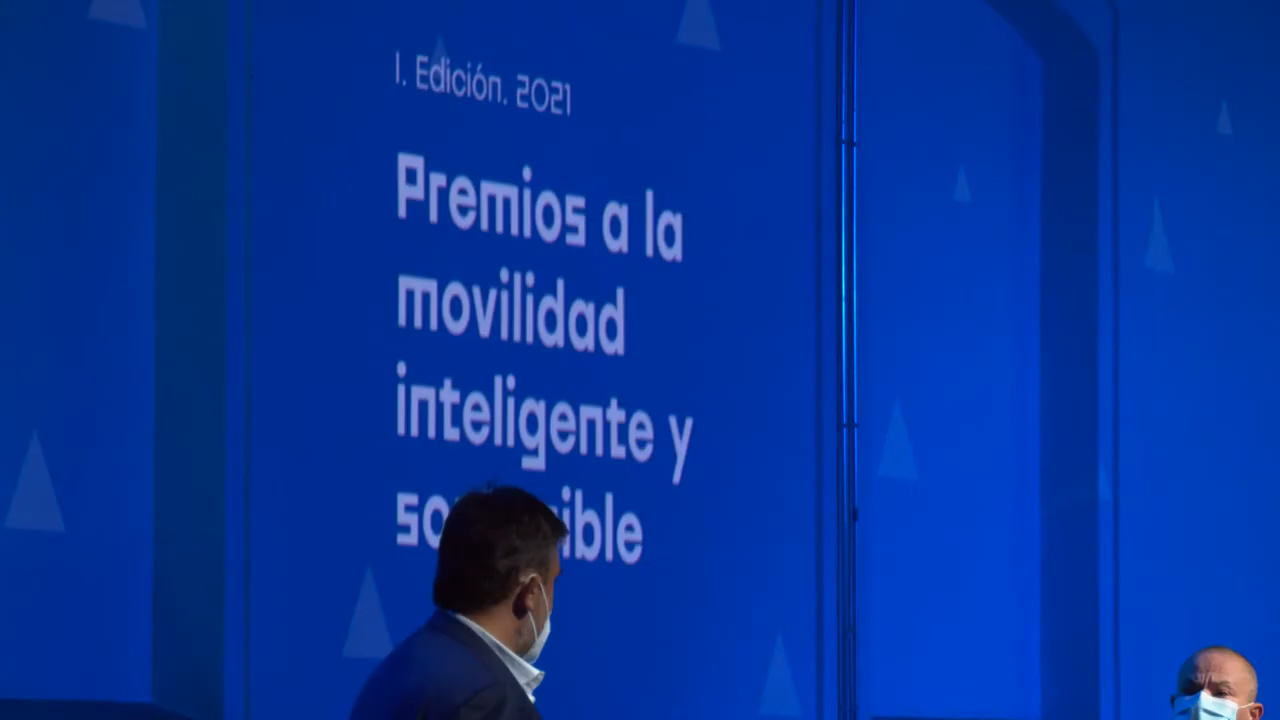 I. Edición. 2021
Premios a la
movilidad
inteligente y